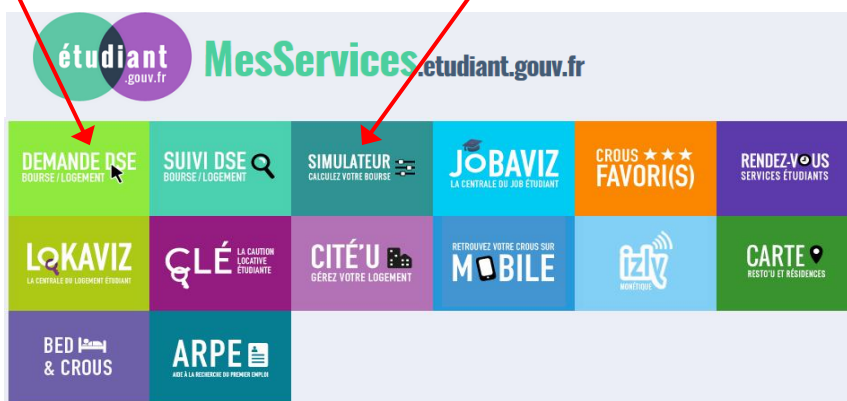 étudiant
.gouv.fr
MesServices.etudiant.gouv.fr
DEMANDE DSE
BOURSE / LOGEMENT
SUIVI DSE
BOURSE / LOGEMENT
SIMULATEUR
CALCULEZ VOTRE BOURSE
JOBAVIZ
LA CENTRALE DU JOB ÉTUDIANT
CROUS ★★★
FAVORI(S)
RENDEZ-VOUS
SERVICES ÉTUDIANTS
LOKAVIZ
LA CENTRALE DU LOGEMENT ÉTUDIANT
CLÉ
LA CAUTION
LOCATIVE
ÉTUDIANTE
CITÉ'U
GÉREZ VOTRE LOGEMENT
RETROUVEZ VOTRE CROUS SUR
MOBILE
izly
MONÉTIQUE
CARTE
RESTO'U ET RÉSIDENCES
BED
& CROUS
ARPE
AIDE À LA RECHERCHE DU PREMIER EMPLOI